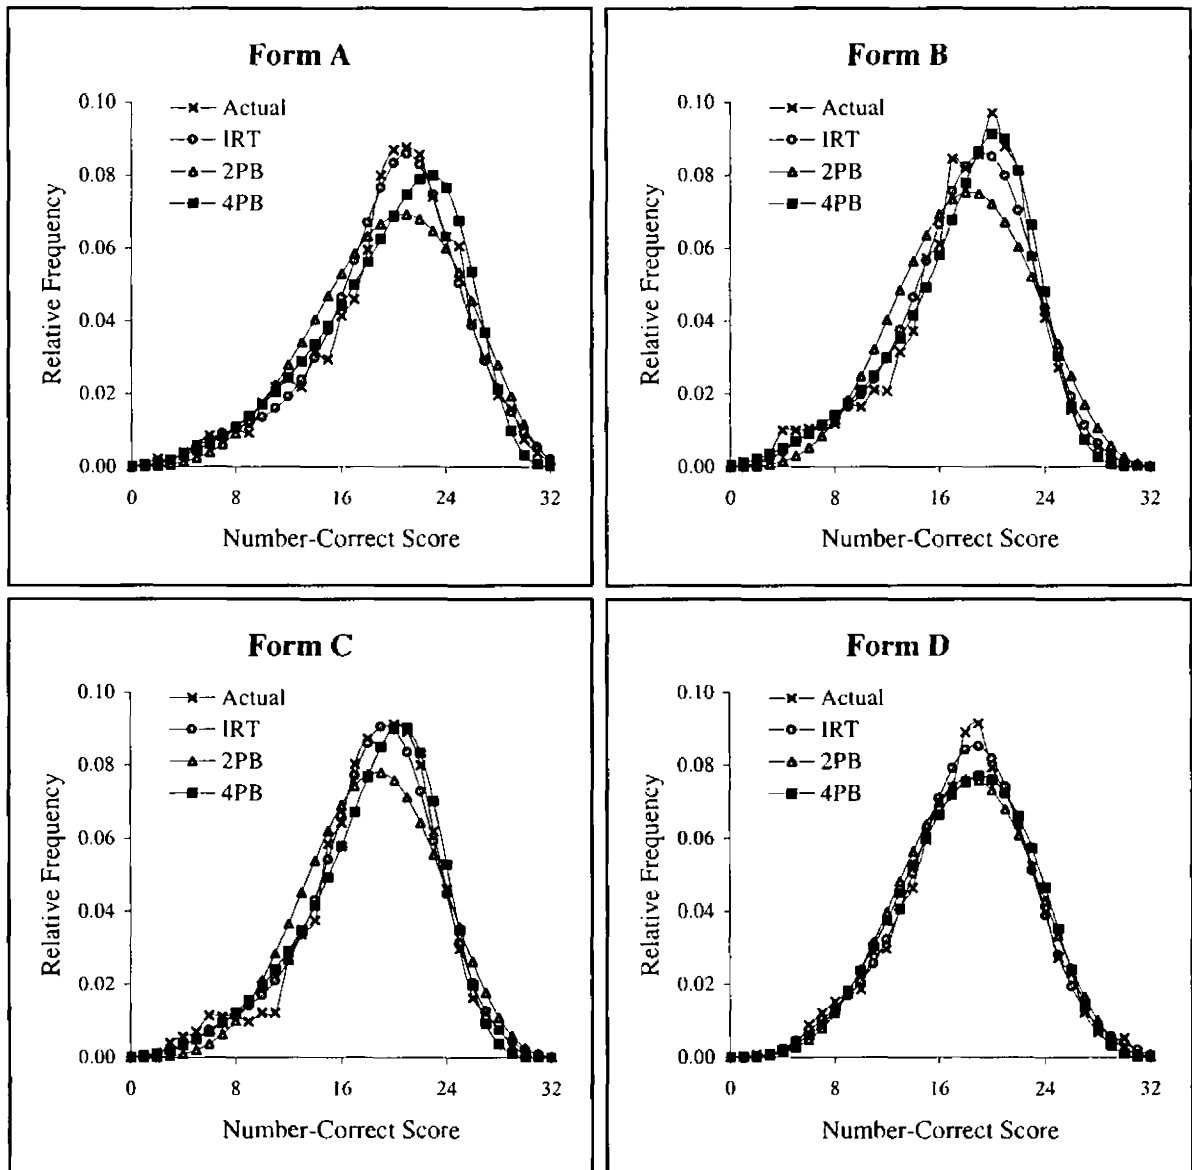 Form A
0.10
Actual
IRT
0.08
2PB
4PB
0.06
0.04
0.02
0.00
0 8 16 24 32
Relative Frequency
Number-Correct Score
Form B
0.10
Actual
IRT
0.08
2PB
4PB
0.06
0.04
0.02
0.00
0 8 16 24 32
Relative Frequency
Number-Correct Score
Form C
0.10
Actual
IRT
0.08
2PB
4PB
0.06
0.04
0.02
0.00
0 8 16 24 32
Relative Frequency
Number-Correct Score
Form D
0.10
Actual
IRT
0.08
2PB
4PB
0.06
0.04
0.02
0.00
0 8 16 24 32
Relative Frequency
Number-Correct Score